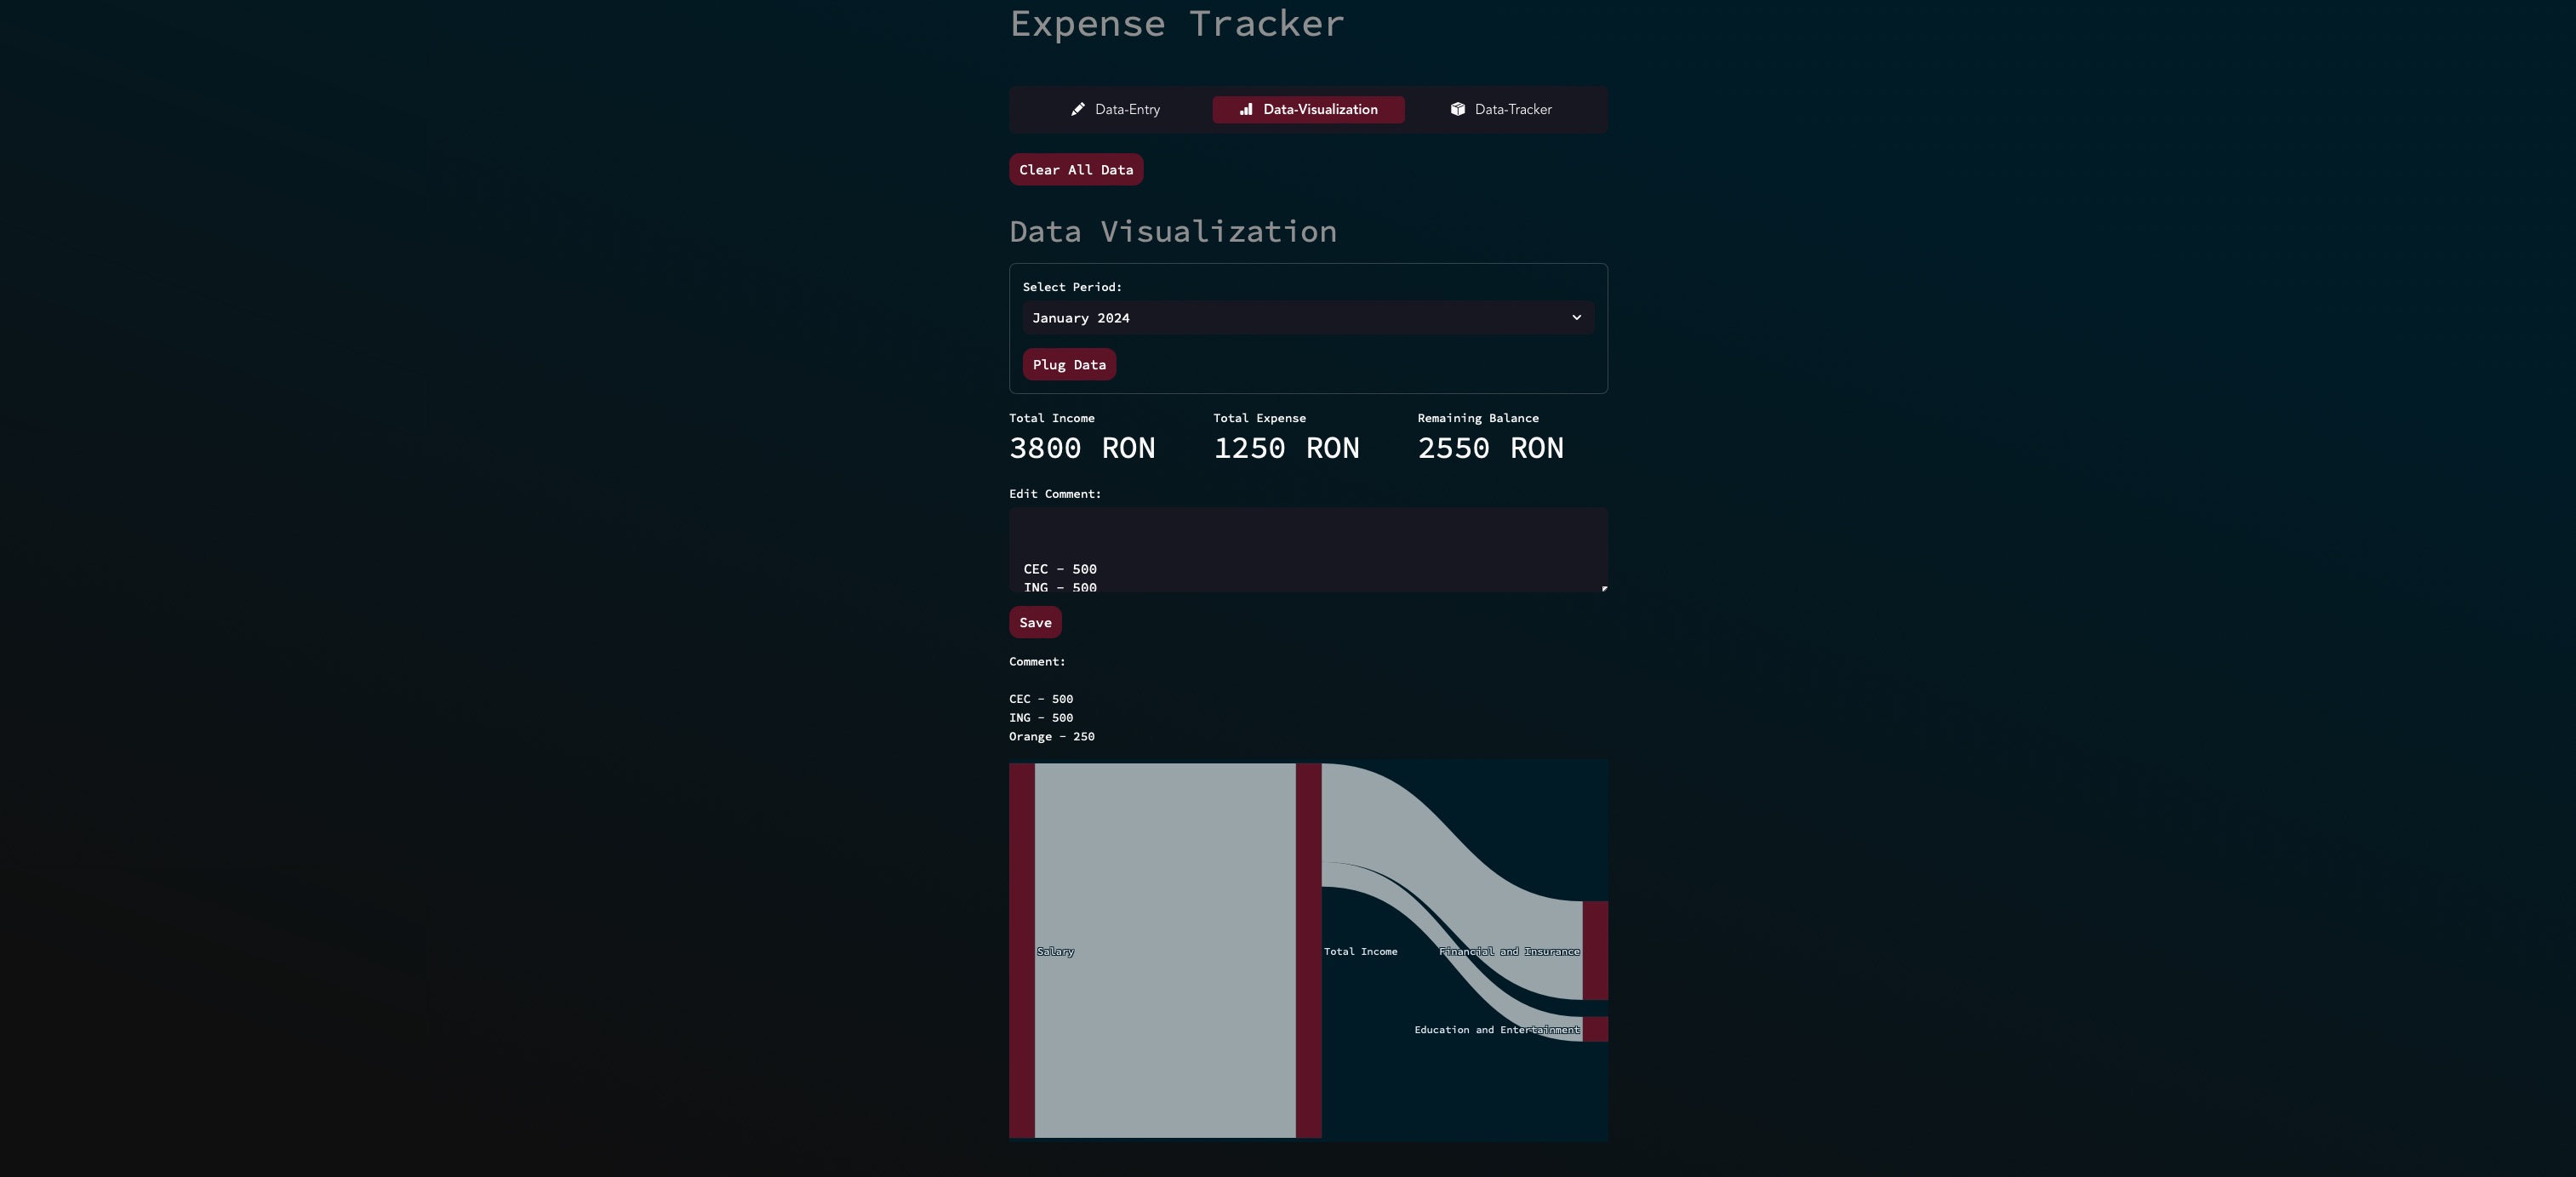 Expense Tracker
Data-Entry
Data-Visualization
Data-Tracker
Clear All Data
Data Visualization
Select Period:
January 2024
Plug Data
Total Income
3800 RON
Total Expense
1250 RON
Remaining Balance
2550 RON
Edit Comment:
CEC - 500
ING - 500
Save
Comment:
CEC - 500
ING - 500
Orange - 250
Salary
Total Income
Financial and Insurance
Education and Entertainment